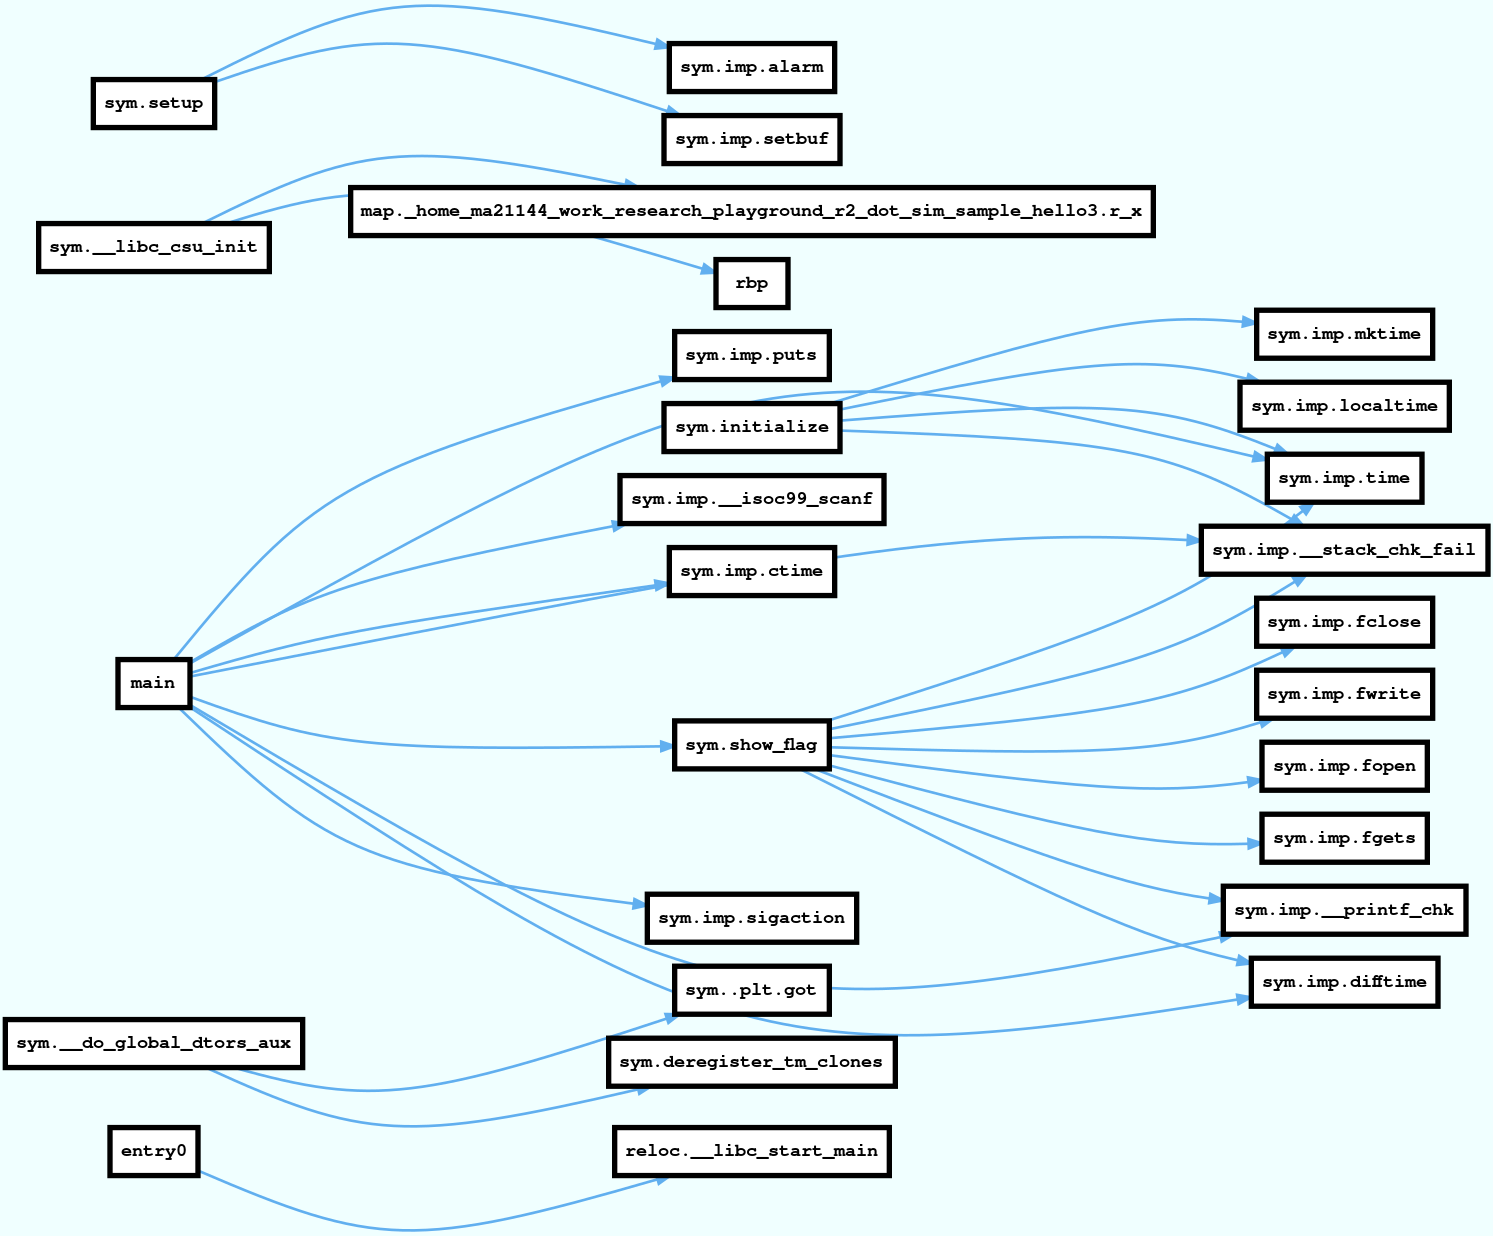 sym.imp.alarm
sym.setup
sym.imp.setbuf
map._home_ma21144_work_research_playground_r2_dot_sim_sample_hello3.r_x
sym.__libc_csu_init
rbp
sym.imp.mktime
sym.imp.puts
sym.imp.localtime
sym.initialize
sym.imp.time
sym.imp.__isoc99_scanf
sym.imp.__stack_chk_fail
sym.imp.ctime
sym.imp.fclose
main
sym.imp.fwrite
sym.show_flag
sym.imp.fopen
sym.imp.fgets
sym.imp.__printf_chk
sym.imp.sigaction
sym.imp.difftime
sym..plt.got
sym.__do_global_dtors_aux
sym.deregister_tm_clones
entry0
reloc.__libc_start_main